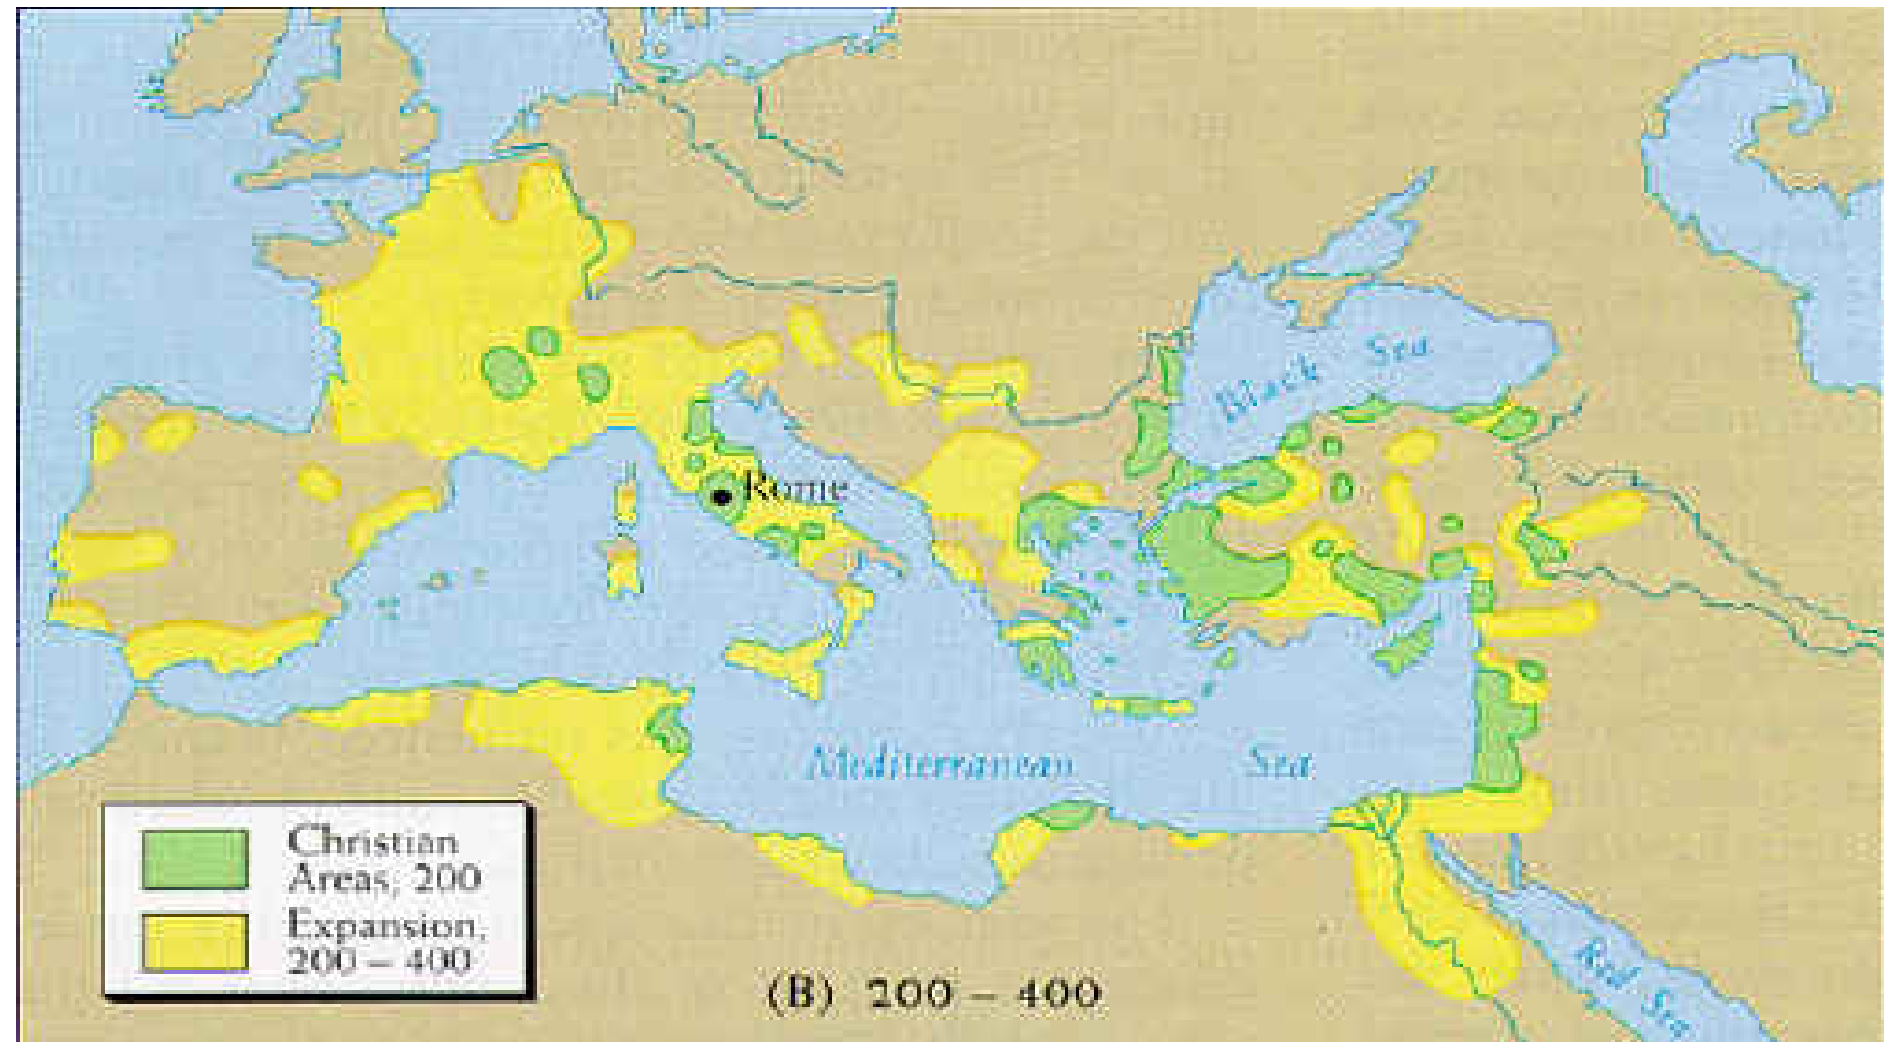 Black Sea
Rome
Mediterranean Sea
Christian
Areas, 200
Expansion,
200 – 400
(B) 200 – 400
Red Sea